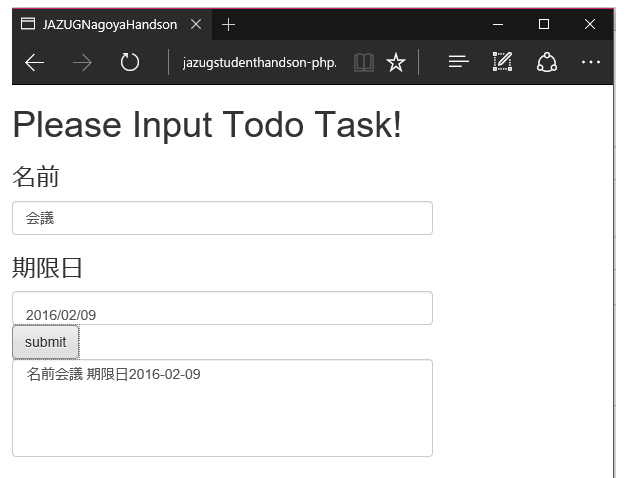 JAZUGNagoyaHandson
jazugstudenthandson-php.
Please Input Todo Task!
名前
会議
期限日
2016/02/09
submit
名前会議 期限日2016-02-09